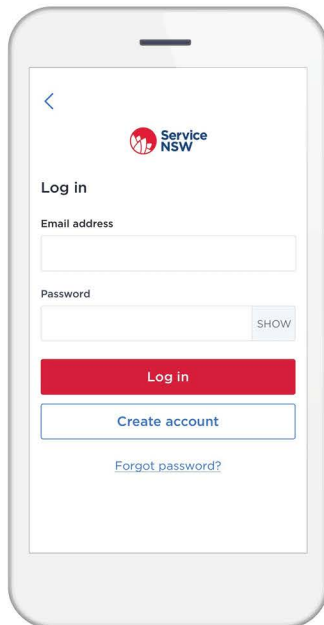 Service
NSW
Log in
Email address
Password
SHOW
Log in
Create account
Forgot password?